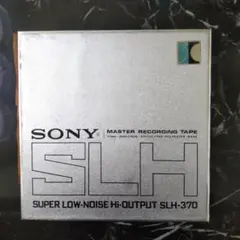 SONY MASTER RECORDING TAPE
SLH
SUPER LOW-NOISE Hi-OUTPUT SLH-370